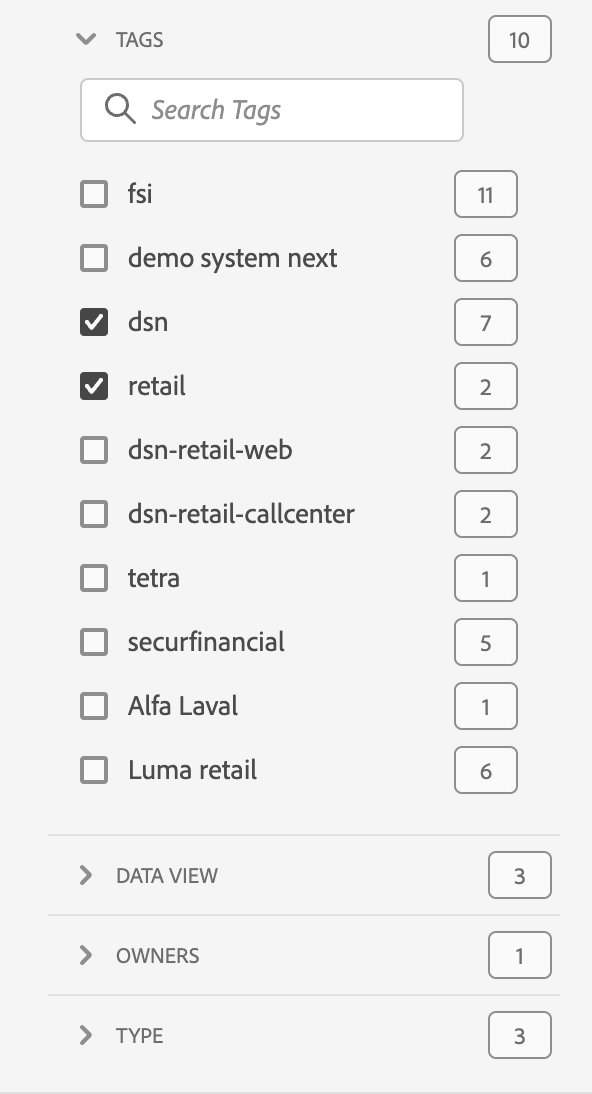 TAGS 10
Search Tags
fsi 11
demo system next 6
dsn 7
retail 2
dsn-retail-web 2
dsn-retail-callcenter 2
tetra 1
securfinancial 5
Alfa Laval 1
Luma retail 6
DATA VIEW 3
OWNERS 1
TYPE 3